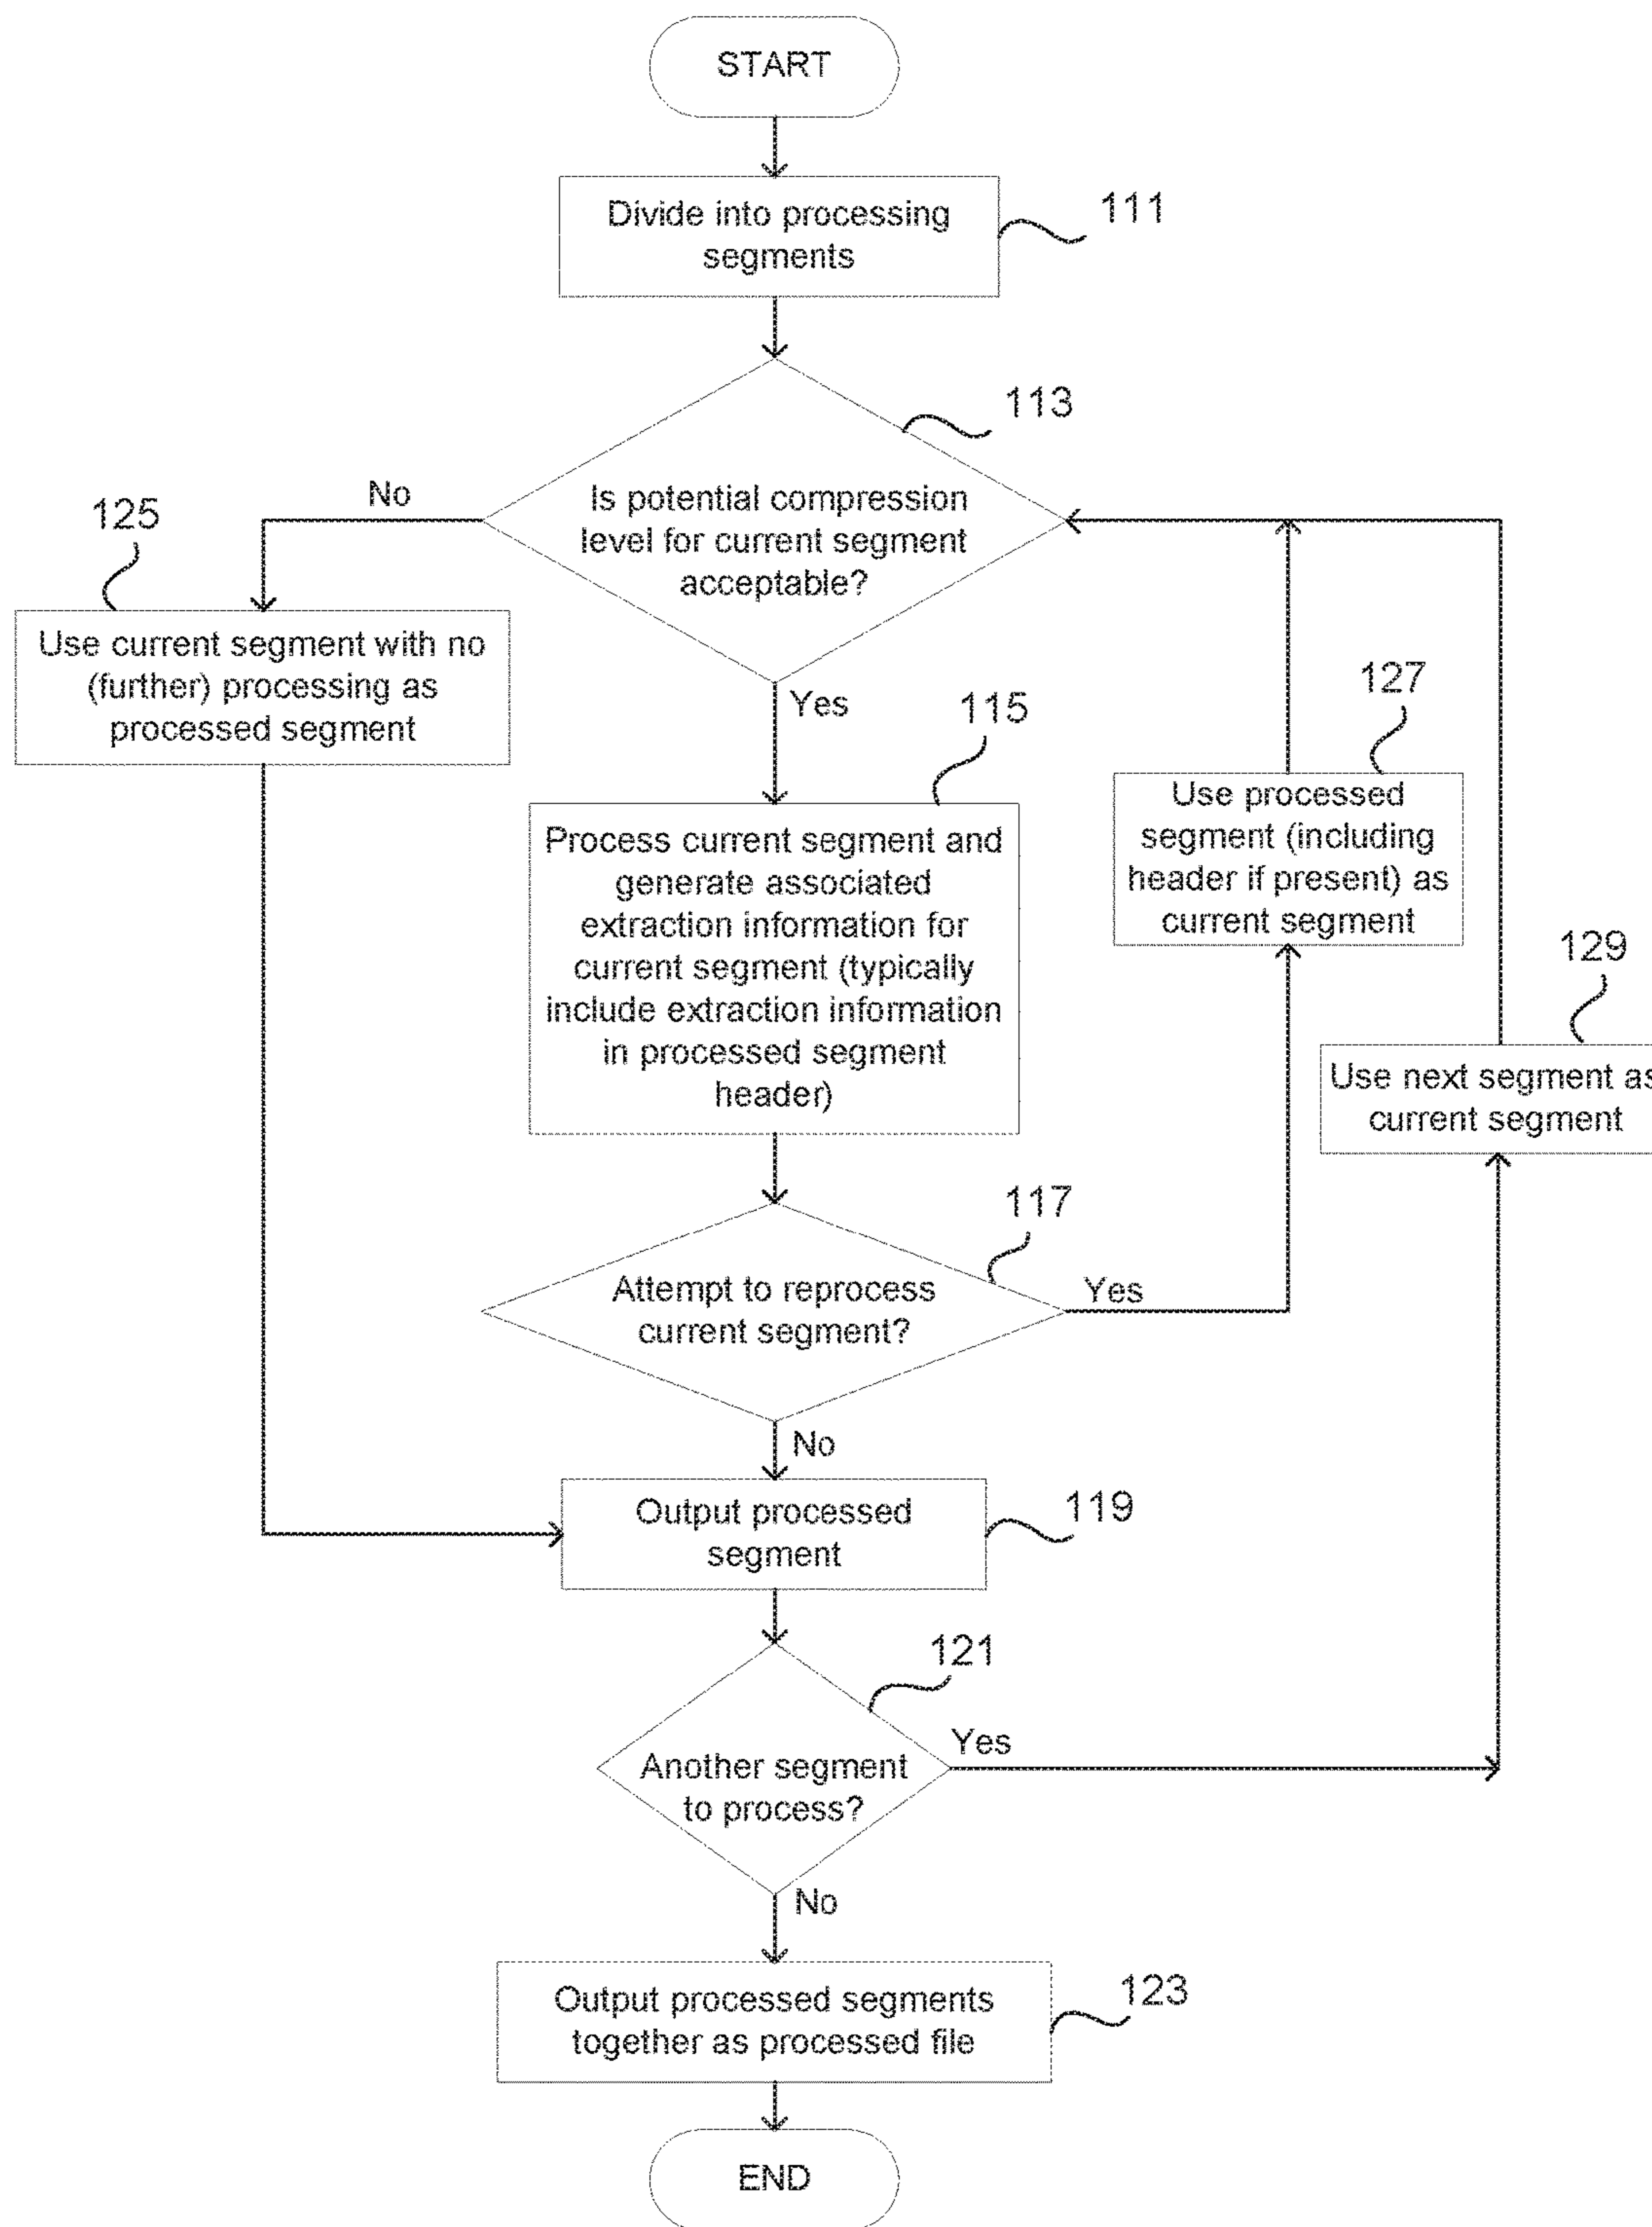 START
Divide into processing
segments
111
113
Is potential compression
level for current segment
acceptable?
No
125
Use current segment with no
(further) processing as
processed segment
Yes
115
Process current segment and
generate associated
extraction information for
current segment (typically
include extraction information
in processed segment
header)
127
Use processed
segment (including
header if present) as
current segment
129
Use next segment as
current segment
117
Attempt to reprocess
current segment?
Yes
No
Output processed
segment
119
121
Another segment
to process?
Yes
No
Output processed segments
together as processed file
123
END